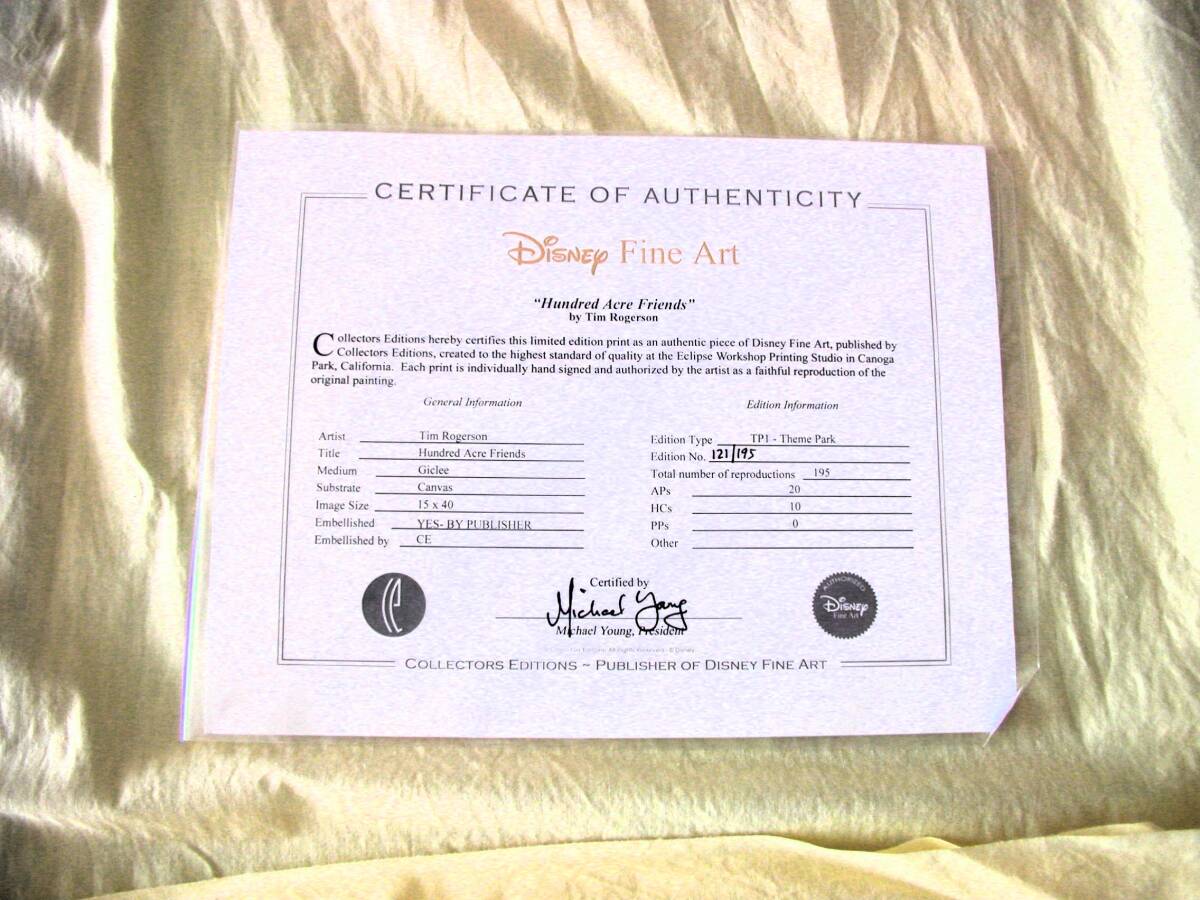 CERTIFICATE OF AUTHENTICITY
Disney Fine Art
"Hundred Acre Friends"
by Tim Rogerson
Collectors Editions hereby certifies this limited edition print as an authentic piece of Disney Fine Art, published by
Collectors Editions, created to the highest standard of quality at the Eclipse Workshop Printing Studio in Canoga
Park, California. Each print is individually hand signed and authorized by the artist as a faithful reproduction of the
original painting.
General Information
Artist Tim Rogerson
Title Hundred Acre Friends
Medium Giclee
Substrate Canvas
Image Size 15 x 40
Embellished YES- BY PUBLISHER
Embellished by CE
Edition Information
Edition Type TP1 - Theme Park
Edition No. 121/195
Total number of reproductions 195
APs 20
HCs 10
PPs 0
Other
Certified by
Michael Young
Michael Young, President
AUTHORIZED
Disney
Fine Art
All Rights Reserved. © Disney
COLLECTORS EDITIONS ~ PUBLISHER OF DISNEY FINE ART